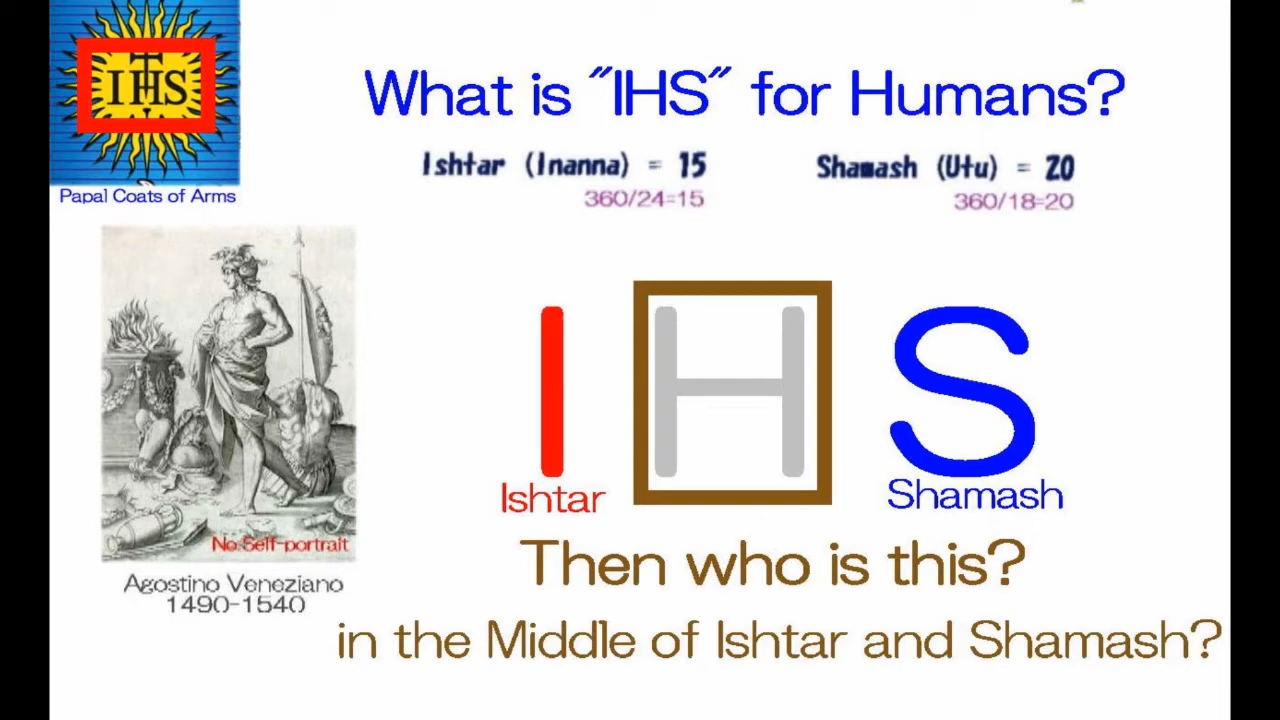 IHS
What is "IHS" for Humans?
Ishtar (Inanna) = 15
Shamash (Utu) = 20
360/24=15
360/18=20
Papal Coats of Arms
I H S
Ishtar
Shamash
No Self-portrait
Then who is this?
Agostino Veneziano
1490-1540
in the Middle of Ishtar and Shamash?